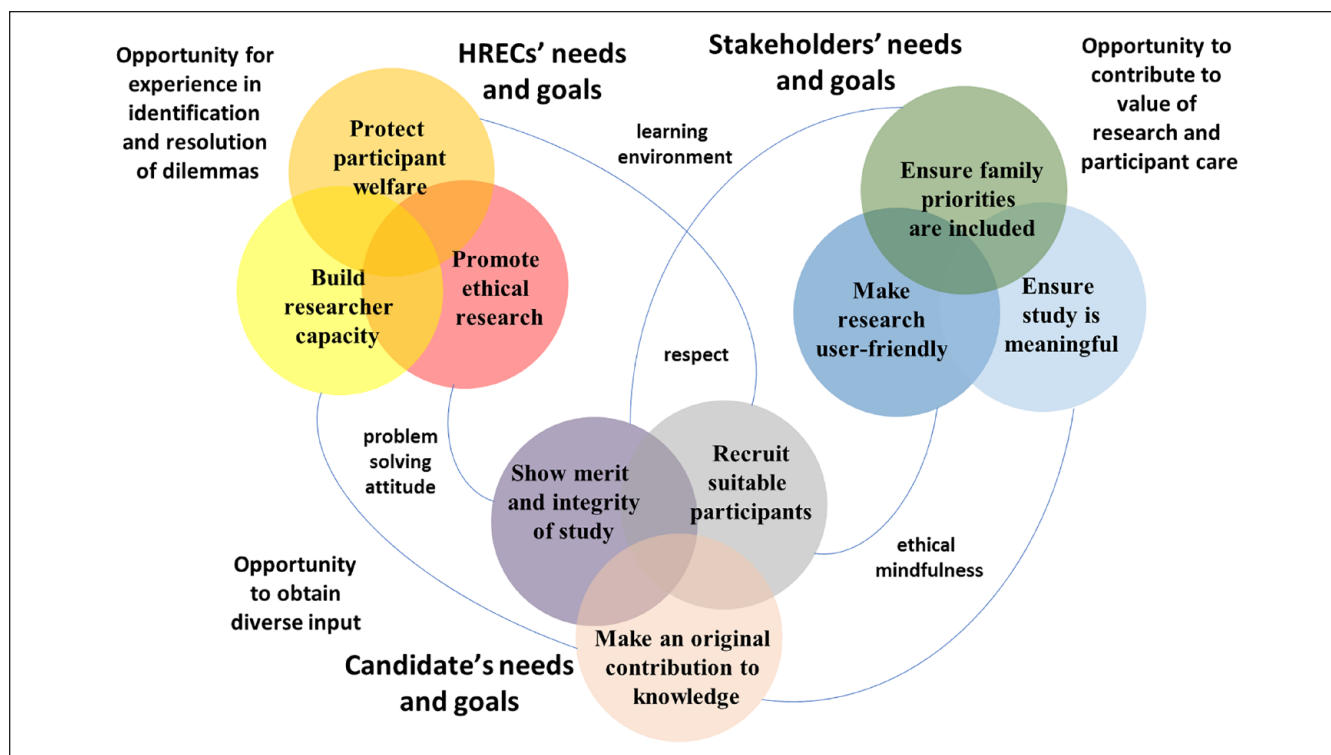 Opportunity for
experience in
identification
and resolution
of dilemmas
HRECs’ needs
and goals
Protect
participant
welfare
Build
researcher
capacity
Promote
ethical
research
Stakeholders’ needs
and goals
Opportunity to
contribute to
value of
research and
participant care
Ensure family
priorities
are included
Make
research
user-friendly
Ensure
study is
meaningful
learning
environment
respect
problem
solving
attitude
ethical
mindfulness
Show merit
and integrity
of study
Recruit
suitable
participants
Make an original
contribution to
knowledge
Opportunity
to obtain
diverse input
Candidate’s needs
and goals